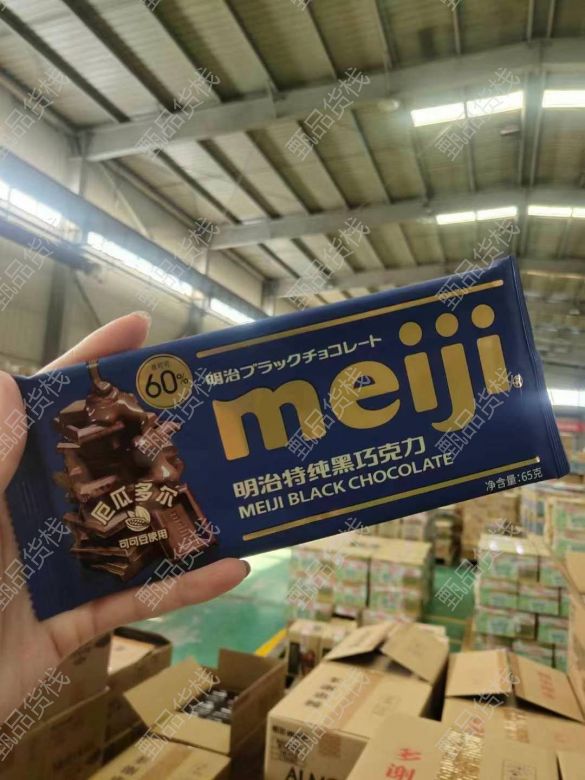 60%
明治ブラックチョコレート
meiji
明治特纯黑巧克力
MEIJI BLACK CHOCOLATE
净含量:65克
厄瓜多尔
可可豆使用
甄品货栈